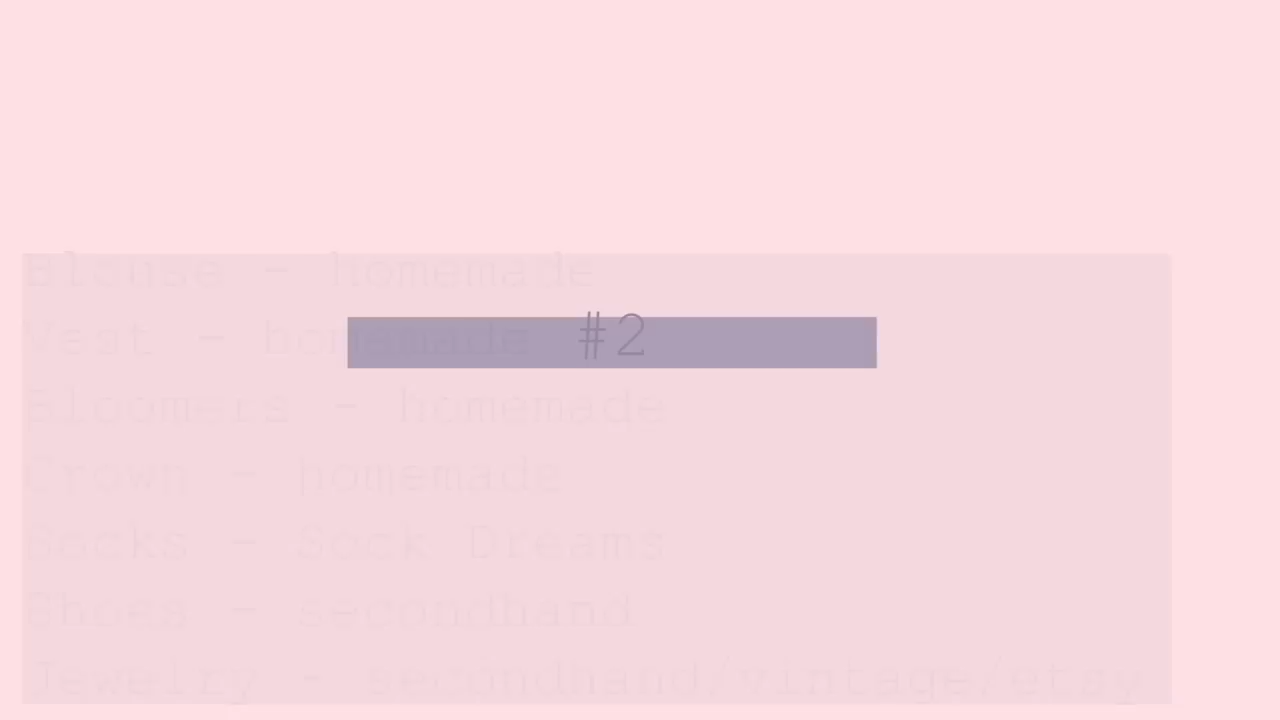 Blouse - homemade
#2
Vest - homemade
Bloomers - homemade
Crown - homemade
Socks - Sock Dreams
Shoes - secondhand
Jewelry - secondhand/vintage/etsy